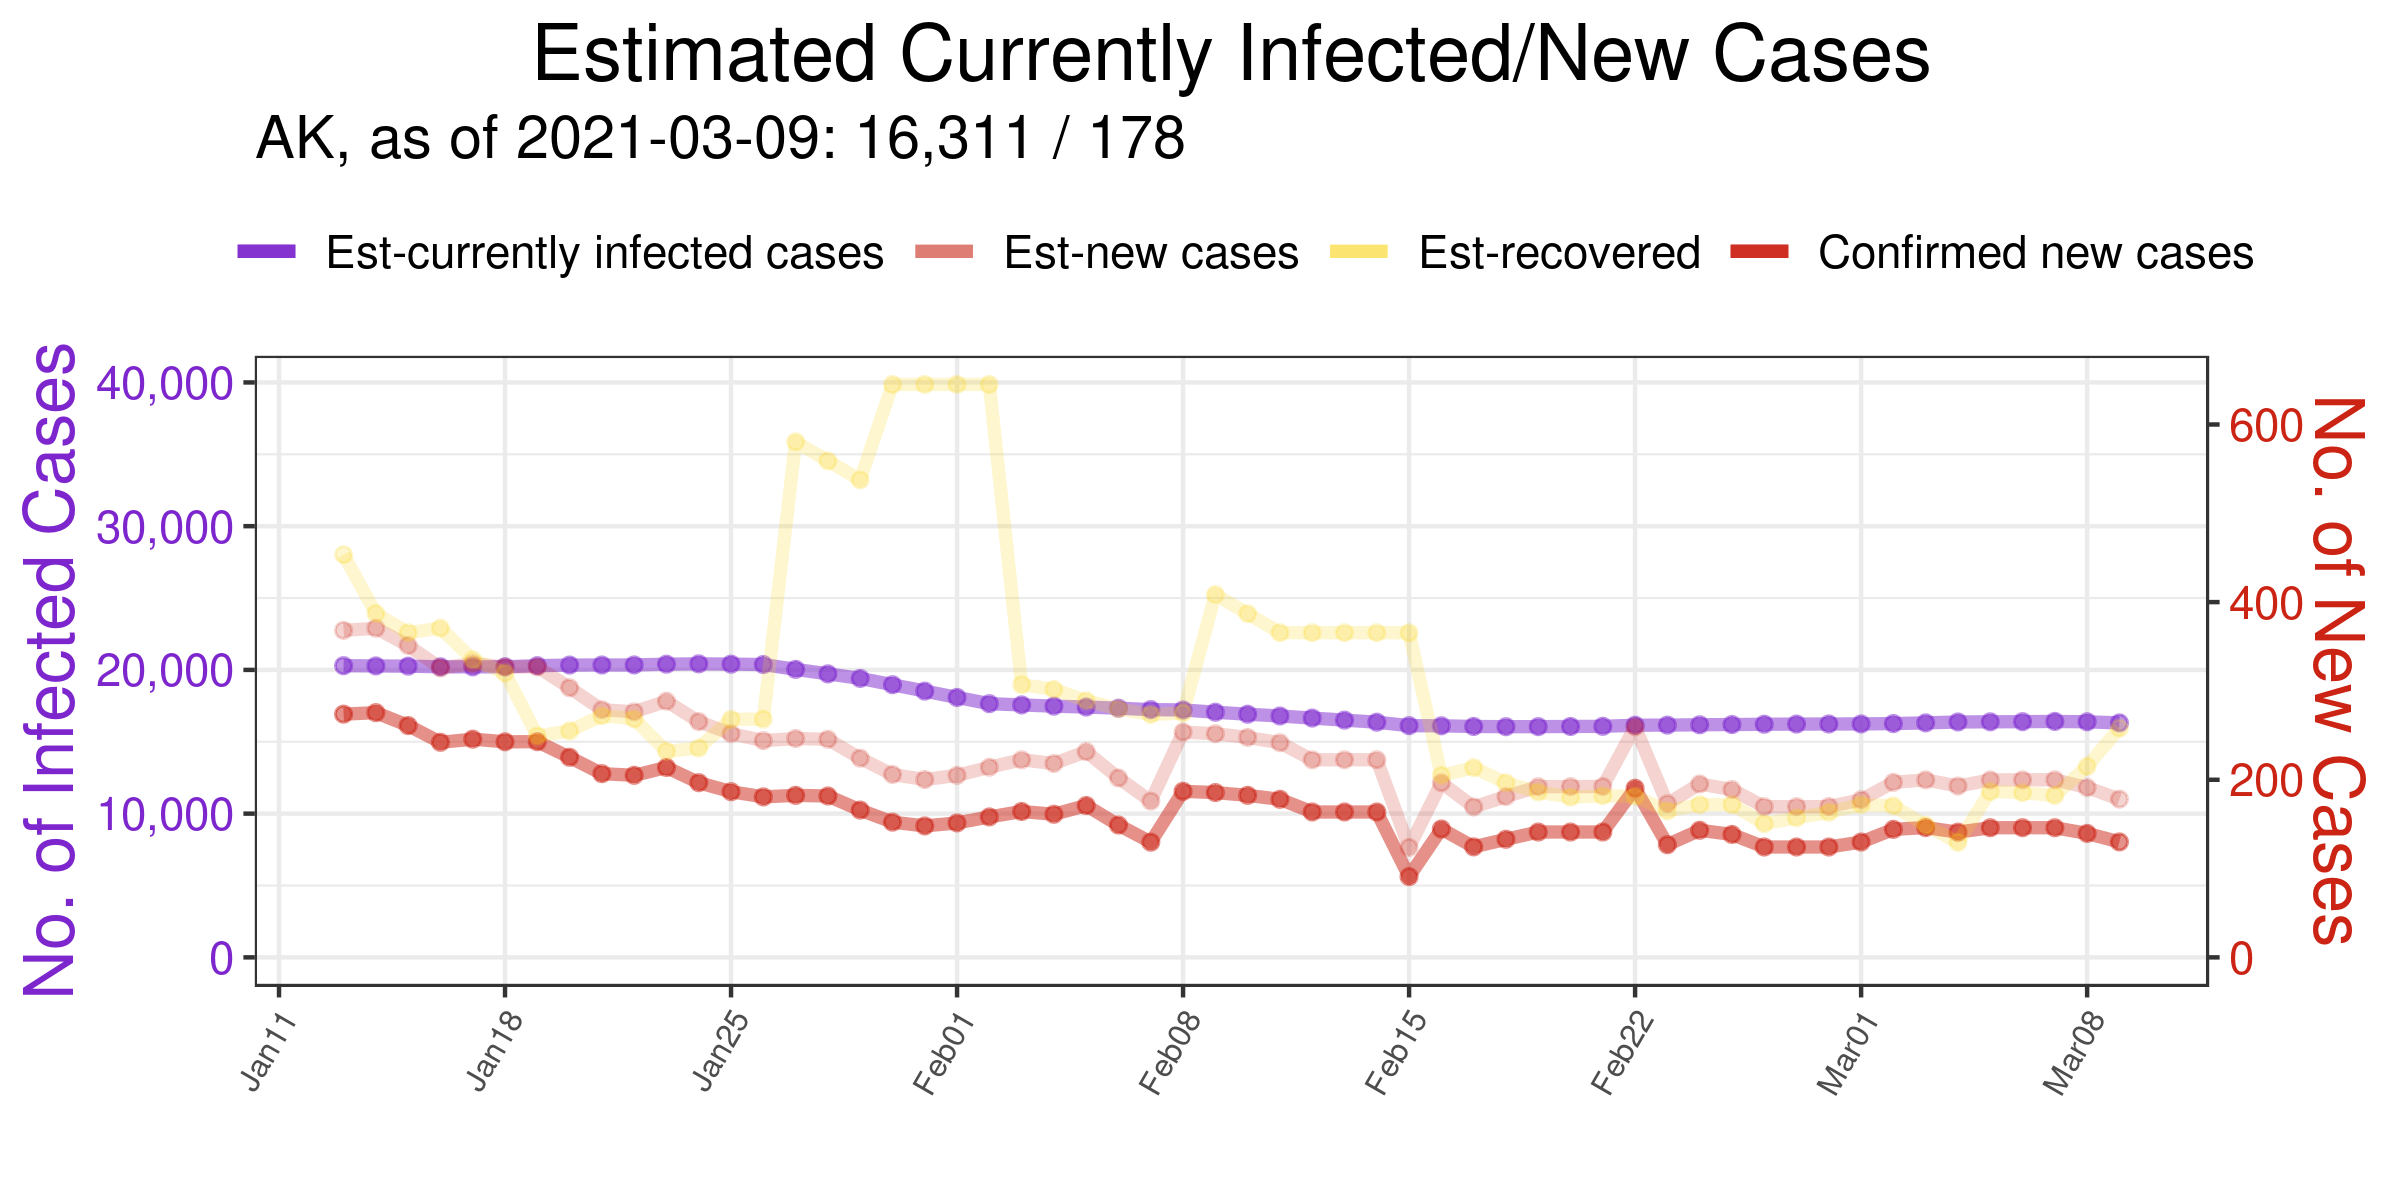 Estimated Currently Infected/New Cases
AK, as of 2021-03-09: 16,311 / 178
Est-currently infected cases Est-new cases Est-recovered Confirmed new cases
No. of Infected Cases
40,000
30,000
20,000
10,000
0
600
400
200
0
No. of New Cases
Jan11 Jan18 Jan25 Feb01 Feb08 Feb15 Feb22 Mar01 Mar08